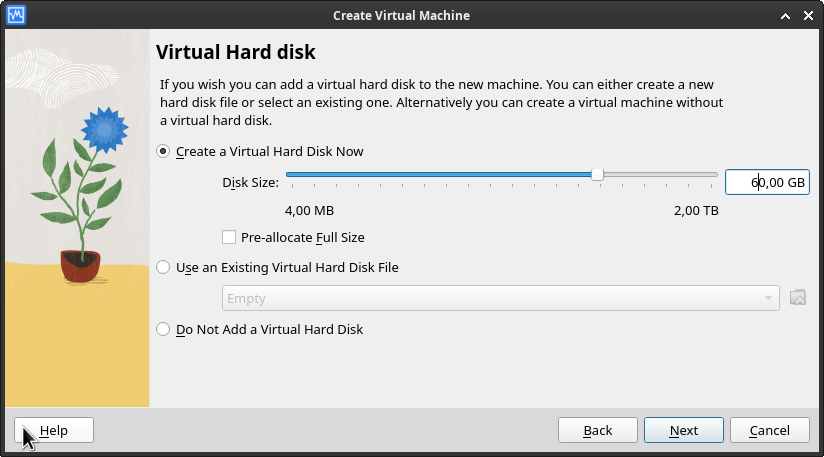 Create Virtual Machine
Virtual Hard disk
If you wish you can add a virtual hard disk to the new machine. You can either create a new
hard disk file or select an existing one. Alternatively you can create a virtual machine without
a virtual hard disk.
Create a Virtual Hard Disk Now
Disk Size:
60,00 GB
4,00 MB
2,00 TB
Pre-allocate Full Size
Use an Existing Virtual Hard Disk File
Empty
Do Not Add a Virtual Hard Disk
Help
Back
Next
Cancel